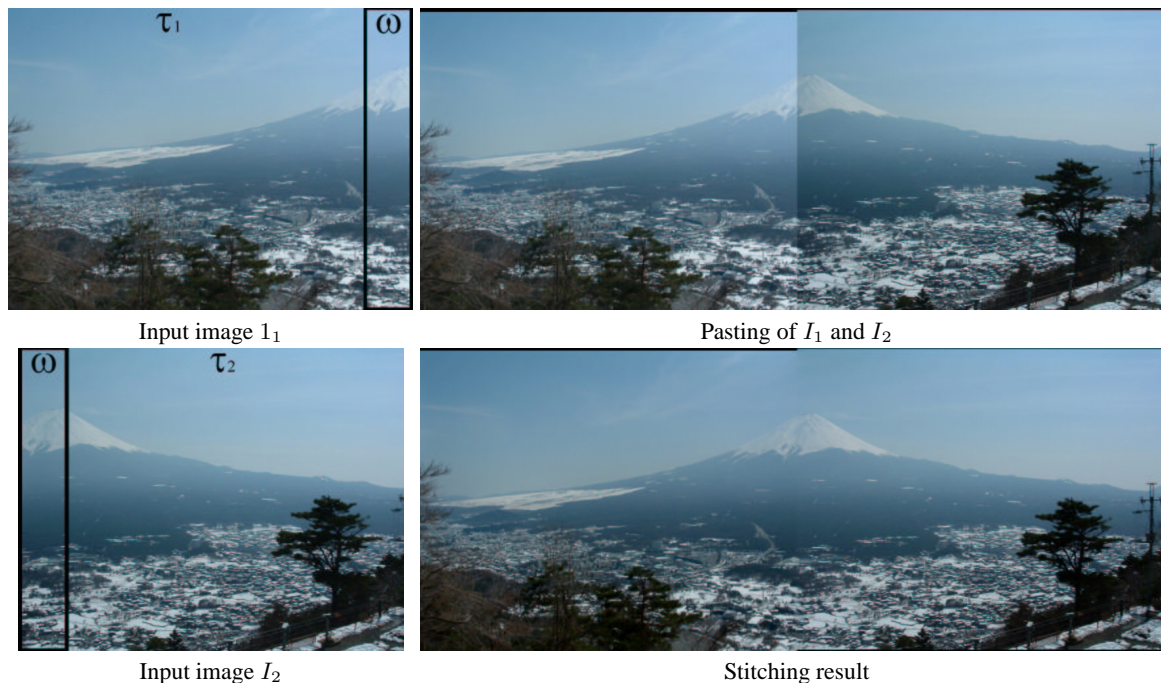 τ₁ ω
Input image 1₁
Pasting of I₁ and I₂
ω τ₂
Input image I₂
Stitching result